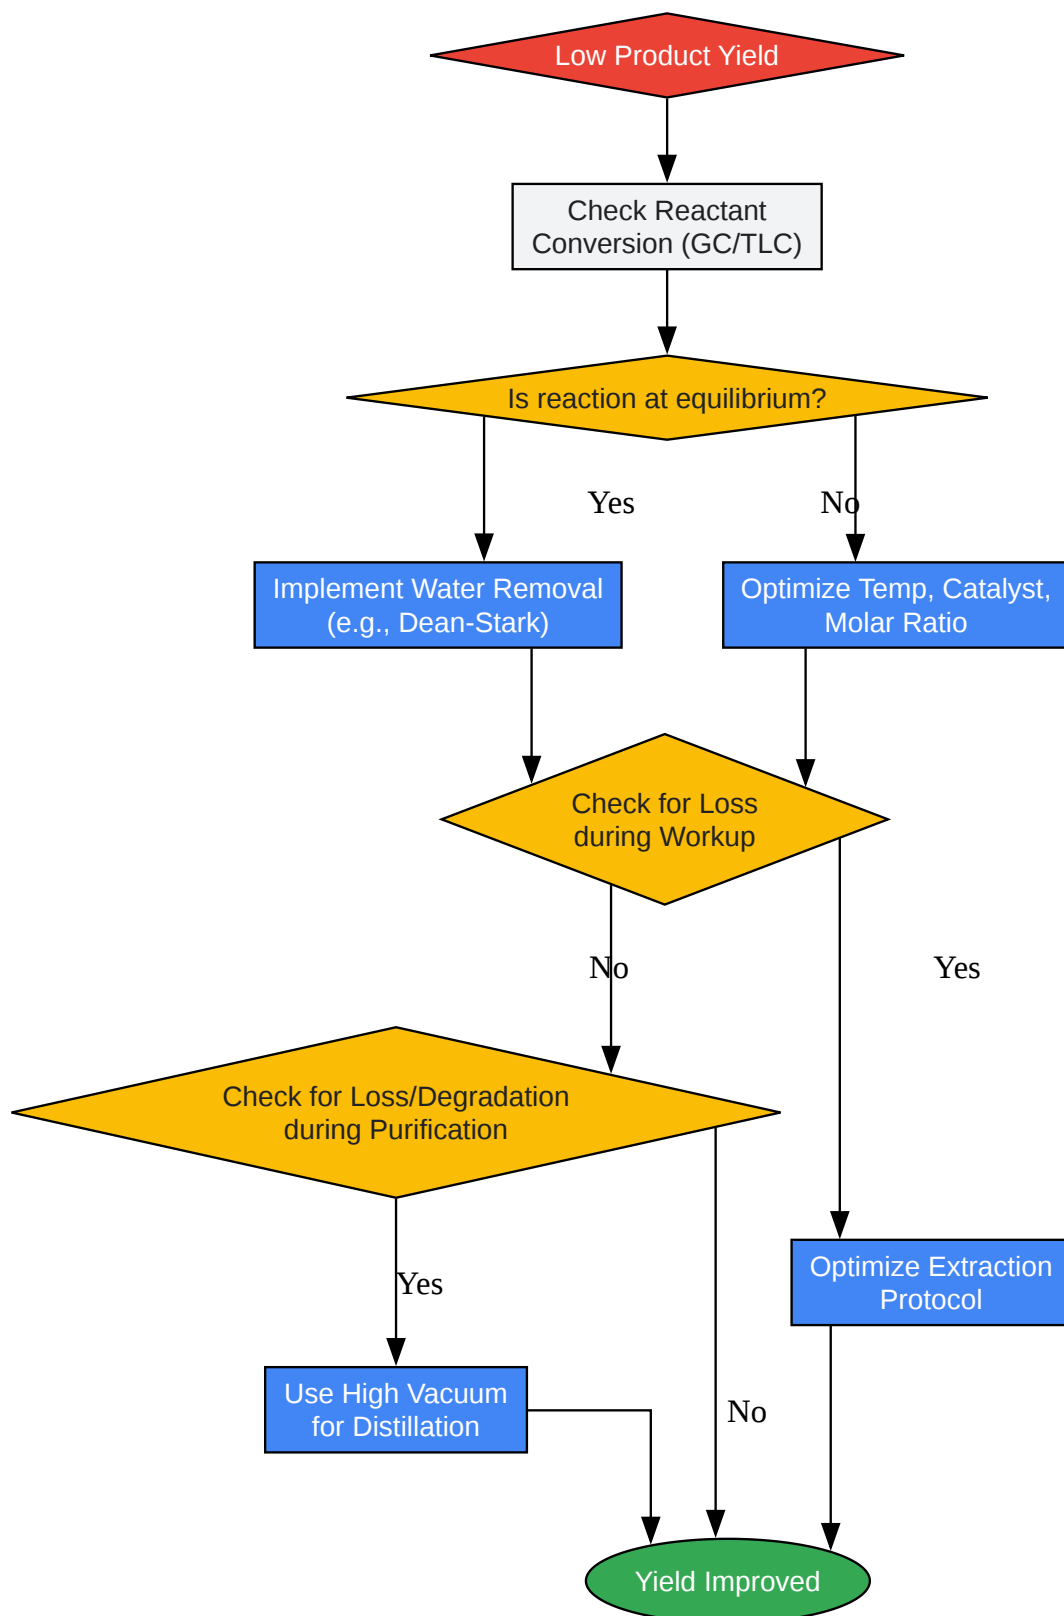 Low Product Yield
Check Reactant
Conversion (GC/TLC)
Is reaction at equilibrium?
Yes
No
Implement Water Removal
(e.g., Dean-Stark)
Optimize Temp, Catalyst,
Molar Ratio
Check for Loss
during Workup
No
Yes
Check for Loss/Degradation
during Purification
Yes
Optimize Extraction
Protocol
Use High Vacuum
for Distillation
No
Yield Improved